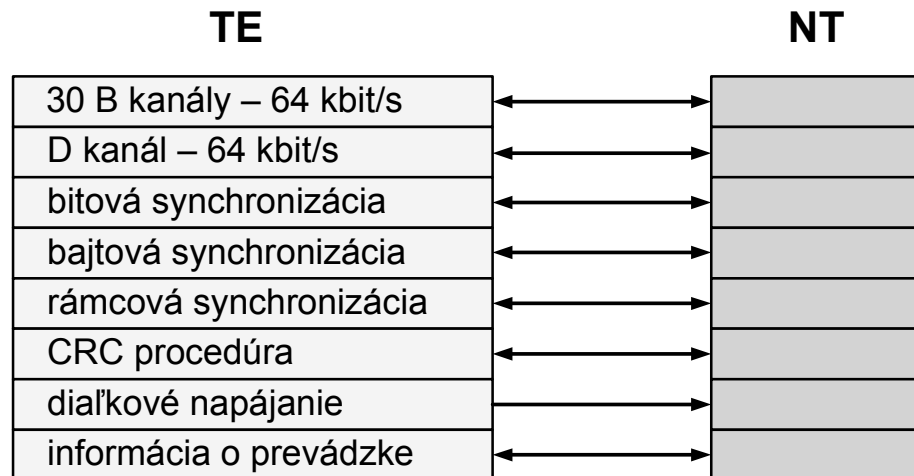 TE NT
30 B kanály – 64 kbit/s
D kanál – 64 kbit/s
bitová synchronizácia
bajtová synchronizácia
rámcová synchronizácia
CRC procedúra
diaľkové napájanie
informácia o prevádzke